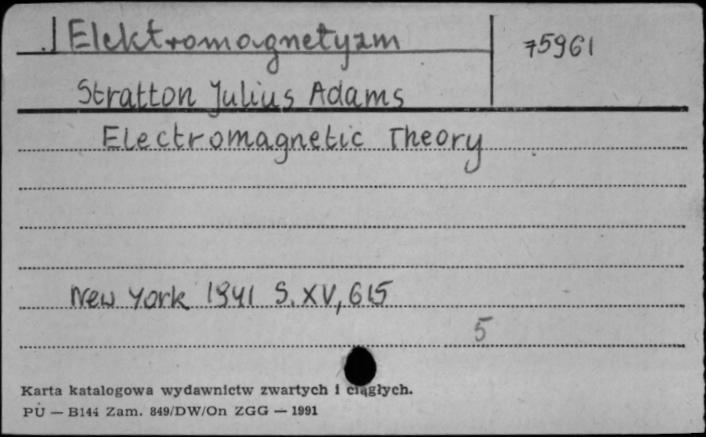 Elektromagnetyzm 75961
Stratton Julius Adams
Electromagnetic Theory
New York 1941 S. XV, 615
5
Karta katalogowa wydawnictw zwartych i ciągłych.
PU — B144 Zam. 849/DW/On ZGG — 1991